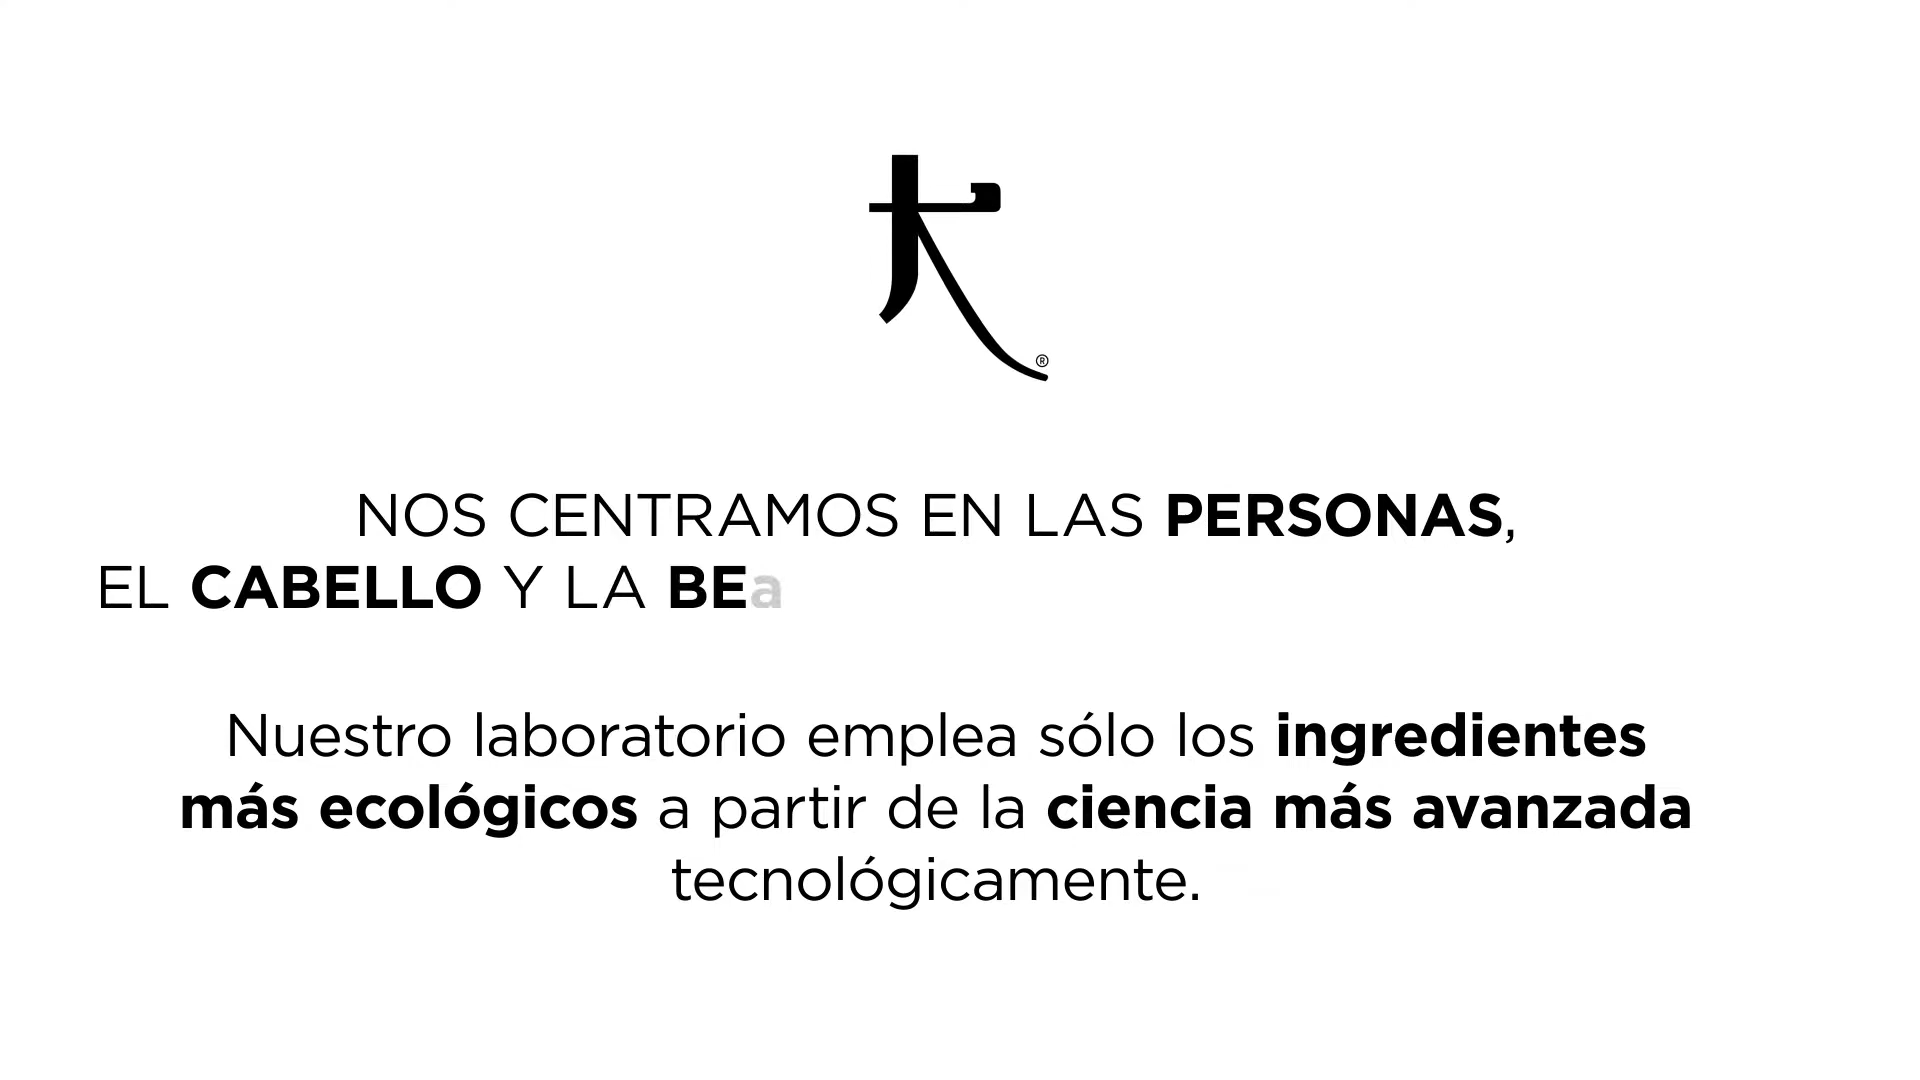 ®
NOS CENTRAMOS EN LAS PERSONAS,
EL CABELLO Y LA BEa
Nuestro laboratorio emplea sólo los ingredientes
más ecológicos a partir de la ciencia más avanzada
tecnológicamente.